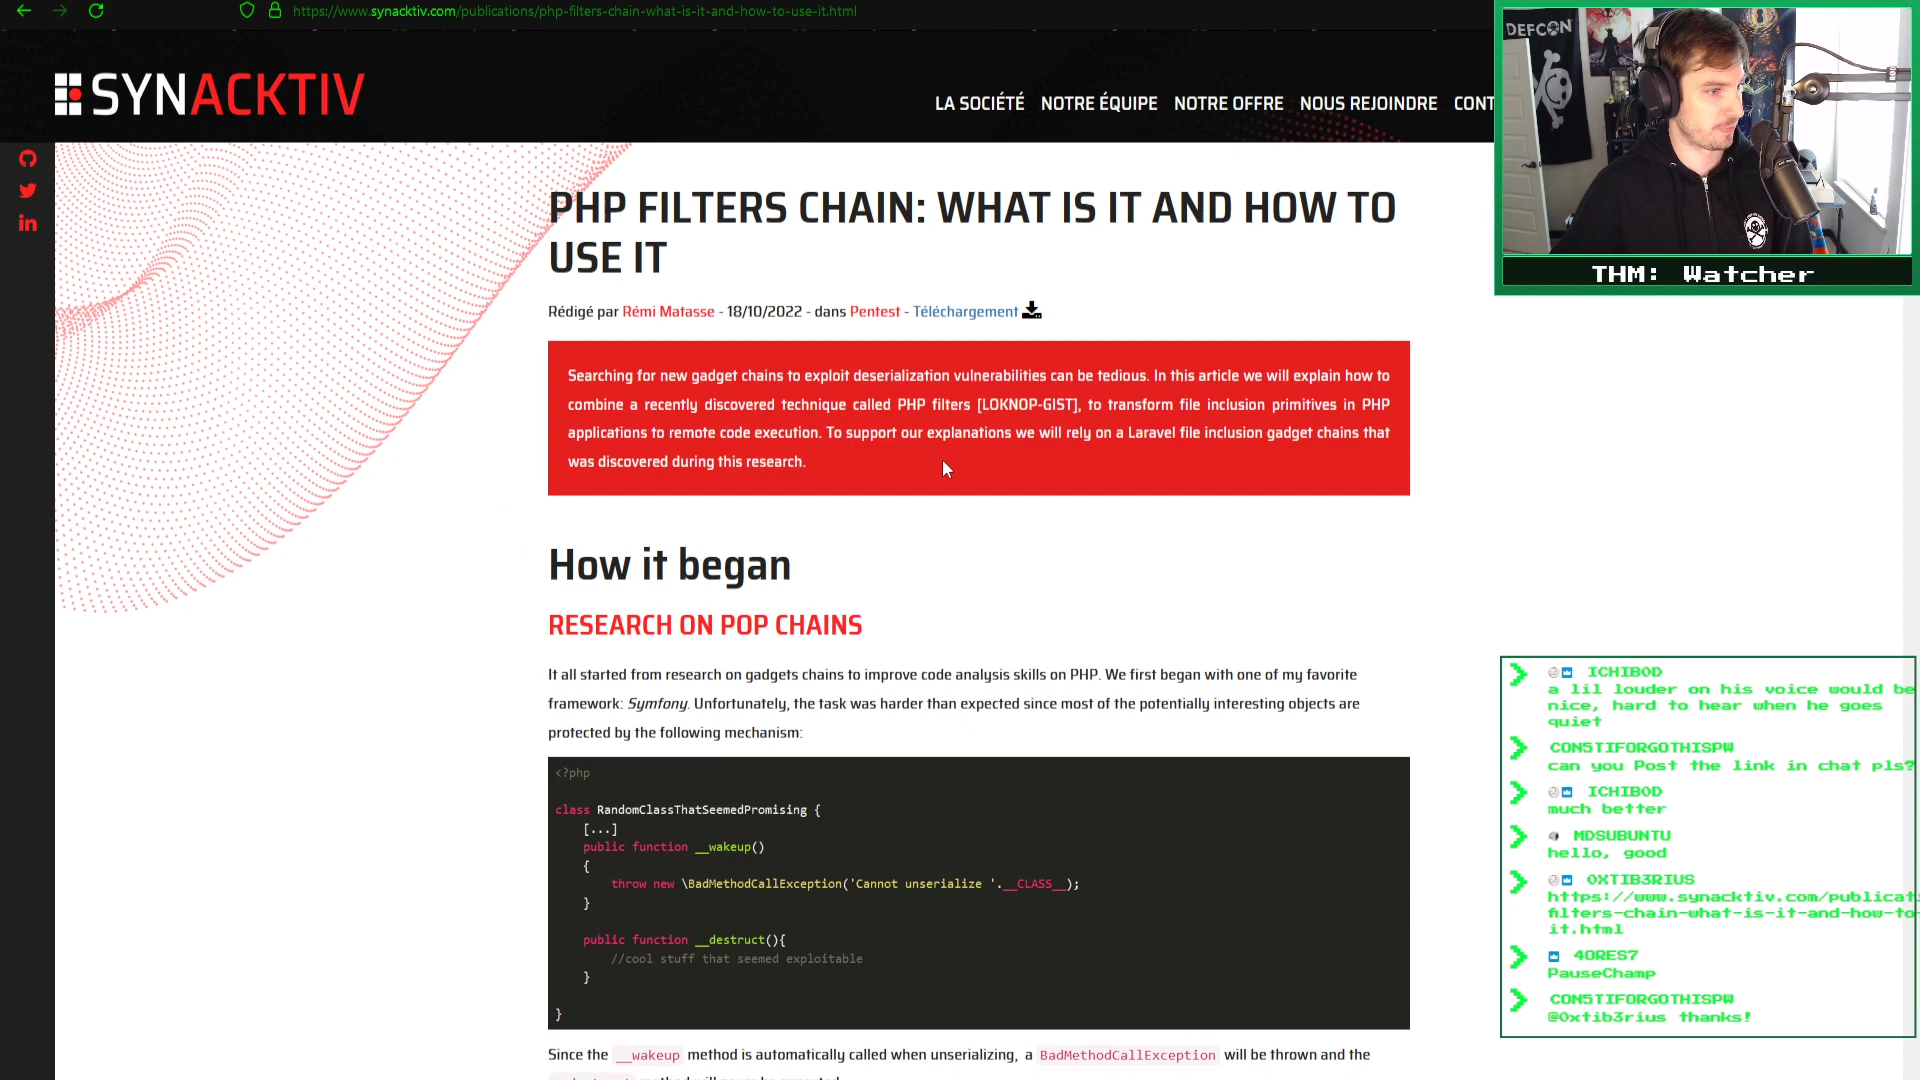 https://www.synacktiv.com/publications/php-filters-chain-what-is-it-and-how-to-use-it.html
SYNACKTIV
LA SOCIÉTÉ NOTRE ÉQUIPE NOTRE OFFRE NOUS REJOINDRE CONT
DEFCON
THM: Watcher
PHP FILTERS CHAIN: WHAT IS IT AND HOW TO
USE IT
Rédigé par Rémi Matasse - 18/10/2022 - dans Pentest - Téléchargement
Searching for new gadget chains to exploit deserialization vulnerabilities can be tedious. In this article we will explain how to
combine a recently discovered technique called PHP filters [LOKNOP-GIST], to transform file inclusion primitives in PHP
applications to remote code execution. To support our explanations we will rely on a Laravel file inclusion gadget chains that
was discovered during this research.
How it began
RESEARCH ON POP CHAINS
It all started from research on gadgets chains to improve code analysis skills on PHP. We first began with one of my favorite
framework: Symfony. Unfortunately, the task was harder than expected since most of the potentially interesting objects are
protected by the following mechanism:
<?php
class RandomClassThatSeemedPromising {
[...]
public function __wakeup()
{
throw new \BadMethodCallException('Cannot unserialize '.__CLASS__);
}
public function __destruct(){
//cool stuff that seemed exploitable
}
}
Since the __wakeup method is automatically called when unserializing, a BadMethodCallException will be thrown and the
ICHIB0D
a lil louder on his voice would be
nice, hard to hear when he goes
quiet
CON5TIFORGOTHISPW
can you Post the link in chat pls?
ICHIB0D
much better
MDSUBUNTU
hello, good
0XTIB3RIUS
https://www.synacktiv.com/publicat
filters-chain-what-is-it-and-how-to-
it.html
4ORES7
PauseChamp
CON5TIFORGOTHISPW
@0xtib3rius thanks!